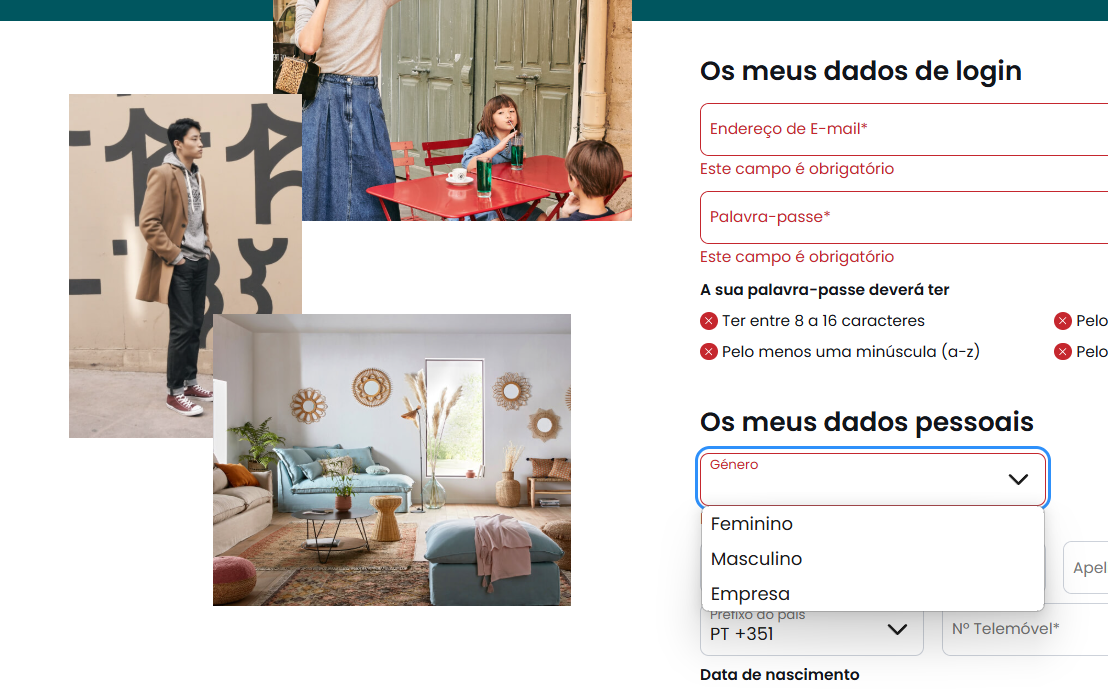 Os meus dados de login
Endereço de E-mail*
Este campo é obrigatório
Palavra-passe*
Este campo é obrigatório
A sua palavra-passe deverá ter
Ter entre 8 a 16 caracteres
Pelo
Pelo menos uma minúscula (a-z)
Pelo
Os meus dados pessoais
Género
Feminino
Masculino
Empresa
Apel
Prefixo do país
PT +351
Nº Telemóvel*
Data de nascimento